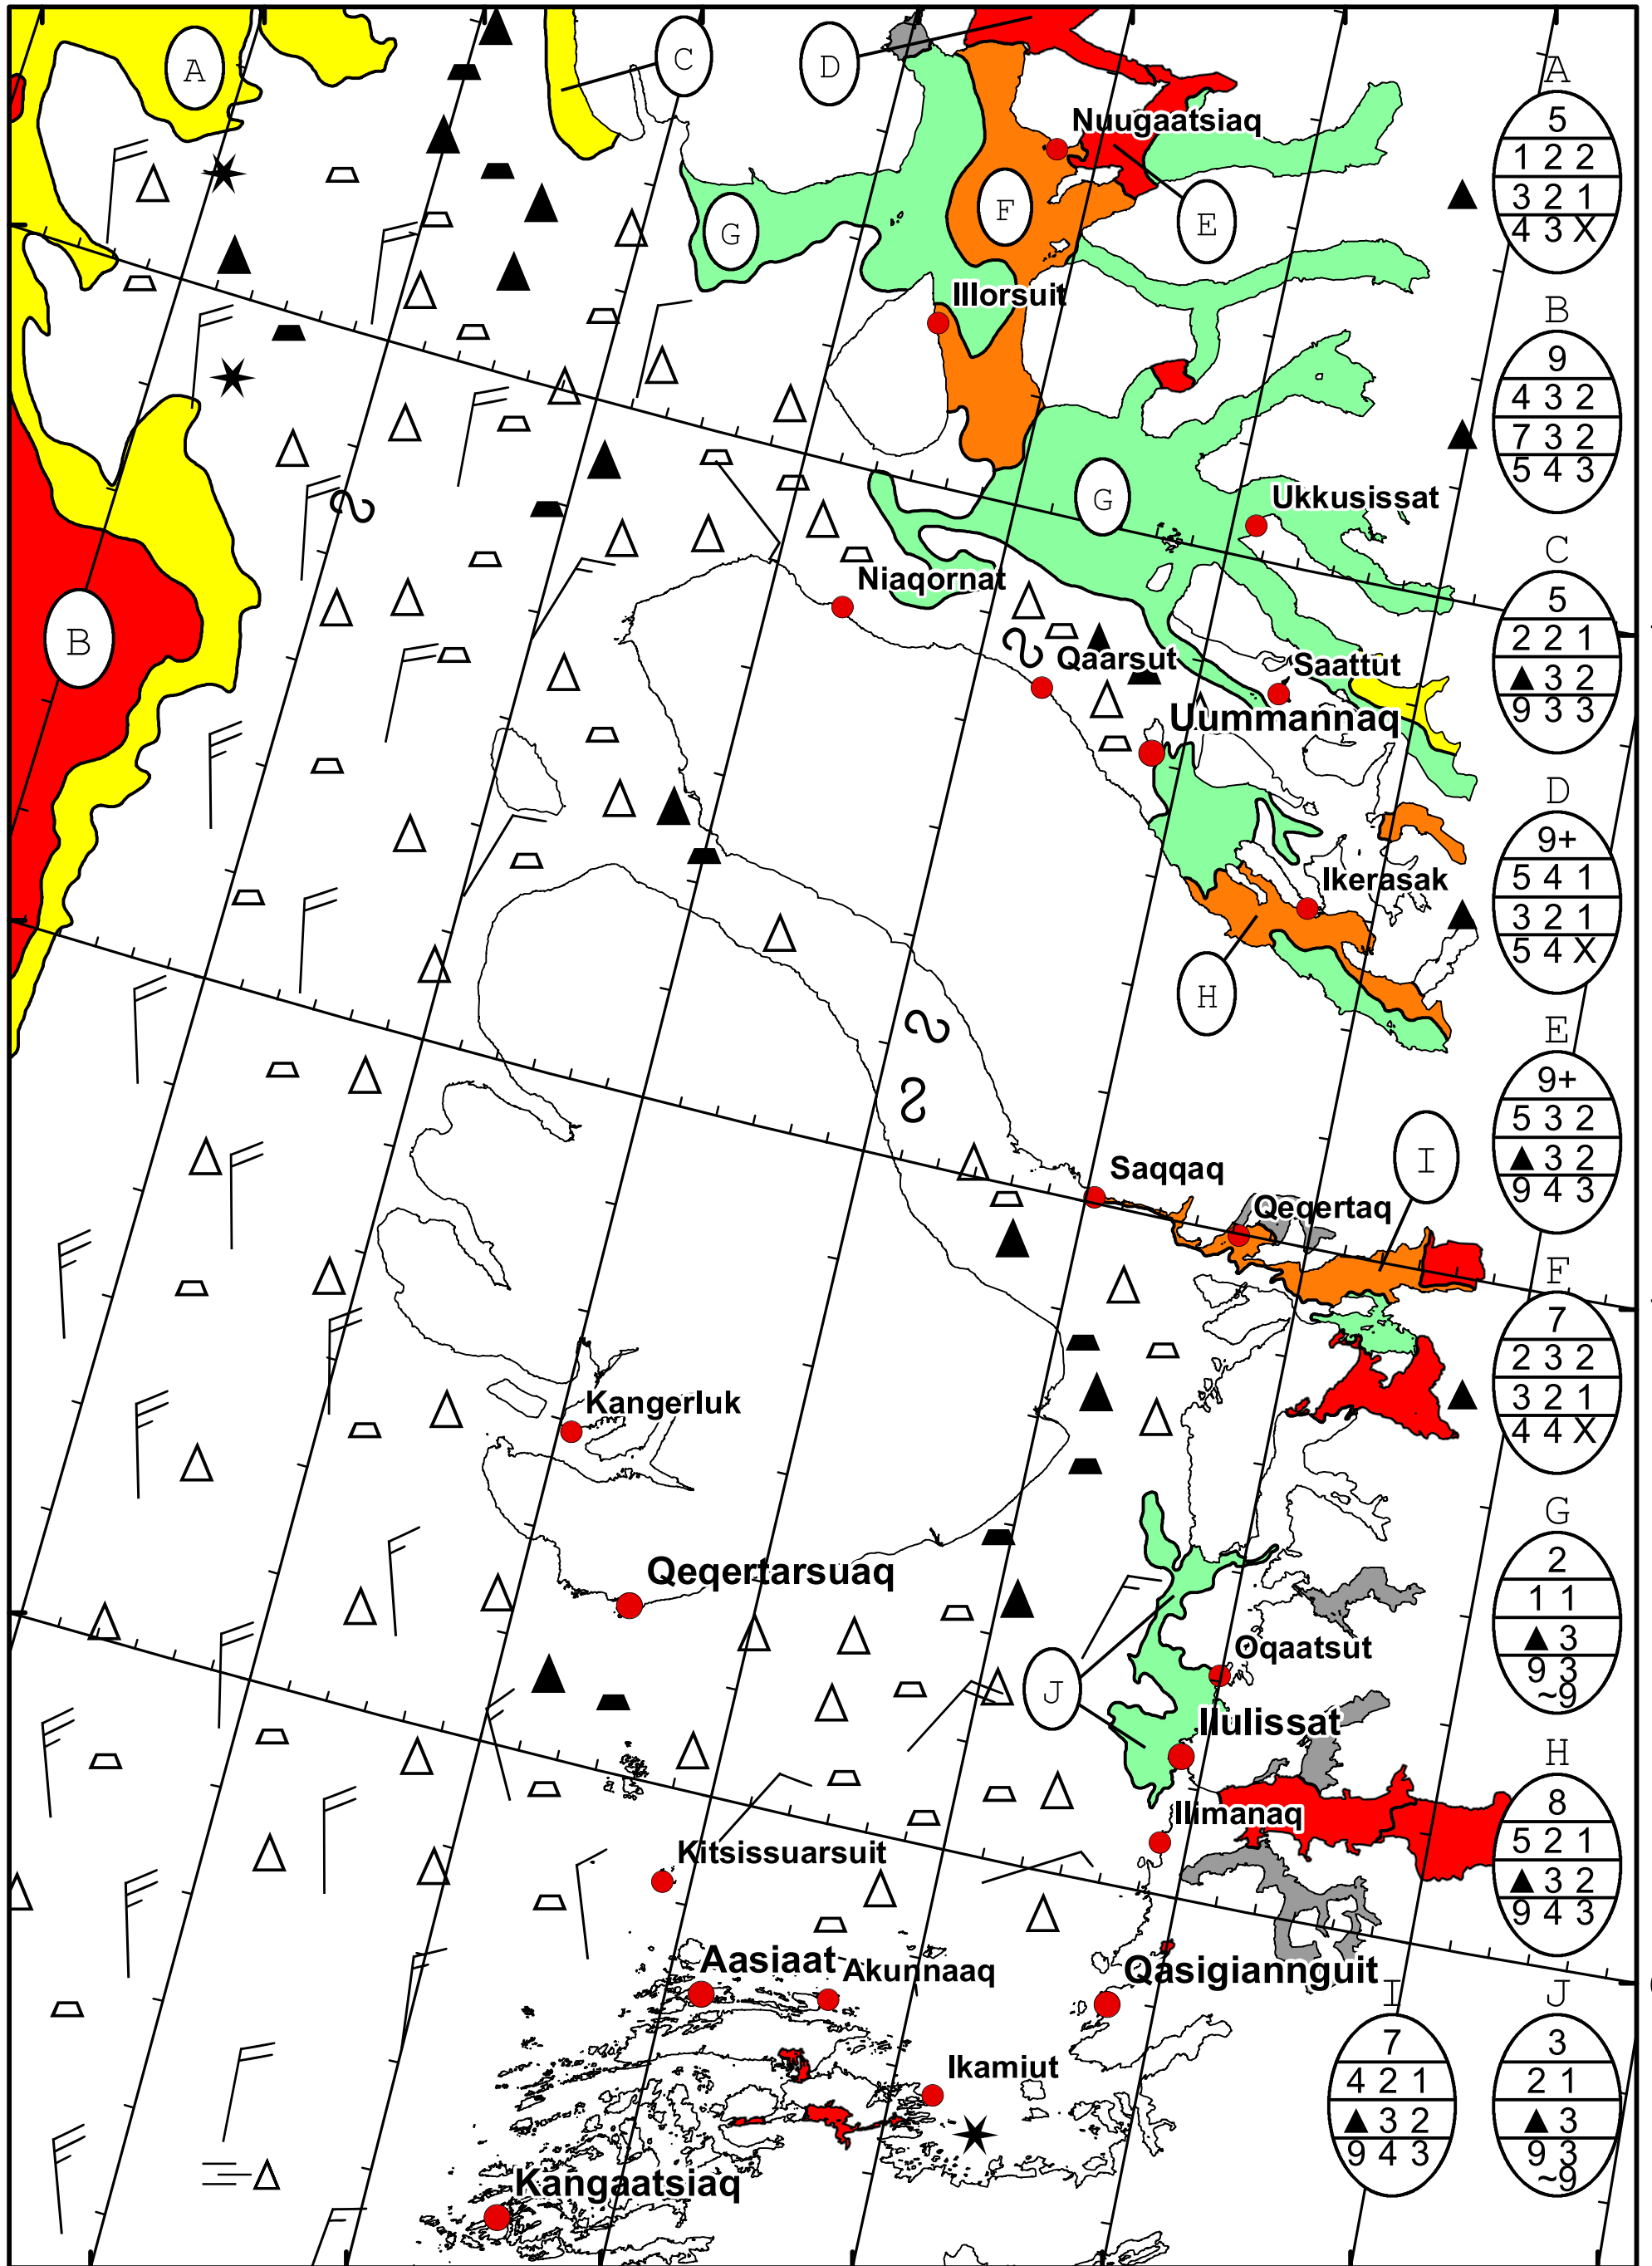 A
C
D
A
Nuugaatsiaq
5
1 2 2
3 2 1
4 3 X
F
E
G
Illorsuit
B
9
4 3 2
7 3 2
5 4 3
G
Ukkusissat
C
Niaqornat
5
2 2 1
▲ 3 2
9 3 3
B
Qaarsut
Saattut
Uummannaq
D
9+
5 4 1
3 2 1
5 4 X
Ikerasak
H
E
9+
5 3 2
▲ 3 2
9 4 3
I
Saqqaq
Qeqertaq
F
7
2 3 2
3 2 1
4 4 X
Kangerluk
G
2
1 1
▲ 3
9 3
~9
Qeqertarsuaq
Oqaatsut
J
Ilulissat
H
8
5 2 1
▲ 3 2
9 4 3
Ilimanaq
Kitsissuarsuit
Aasiaat
Akunnaaq
Qasigiannguit
I
J
7
4 2 1
▲ 3 2
9 4 3
3
2 1
▲ 3
9 3
~9
Ikamiut
Kangaatsiaq